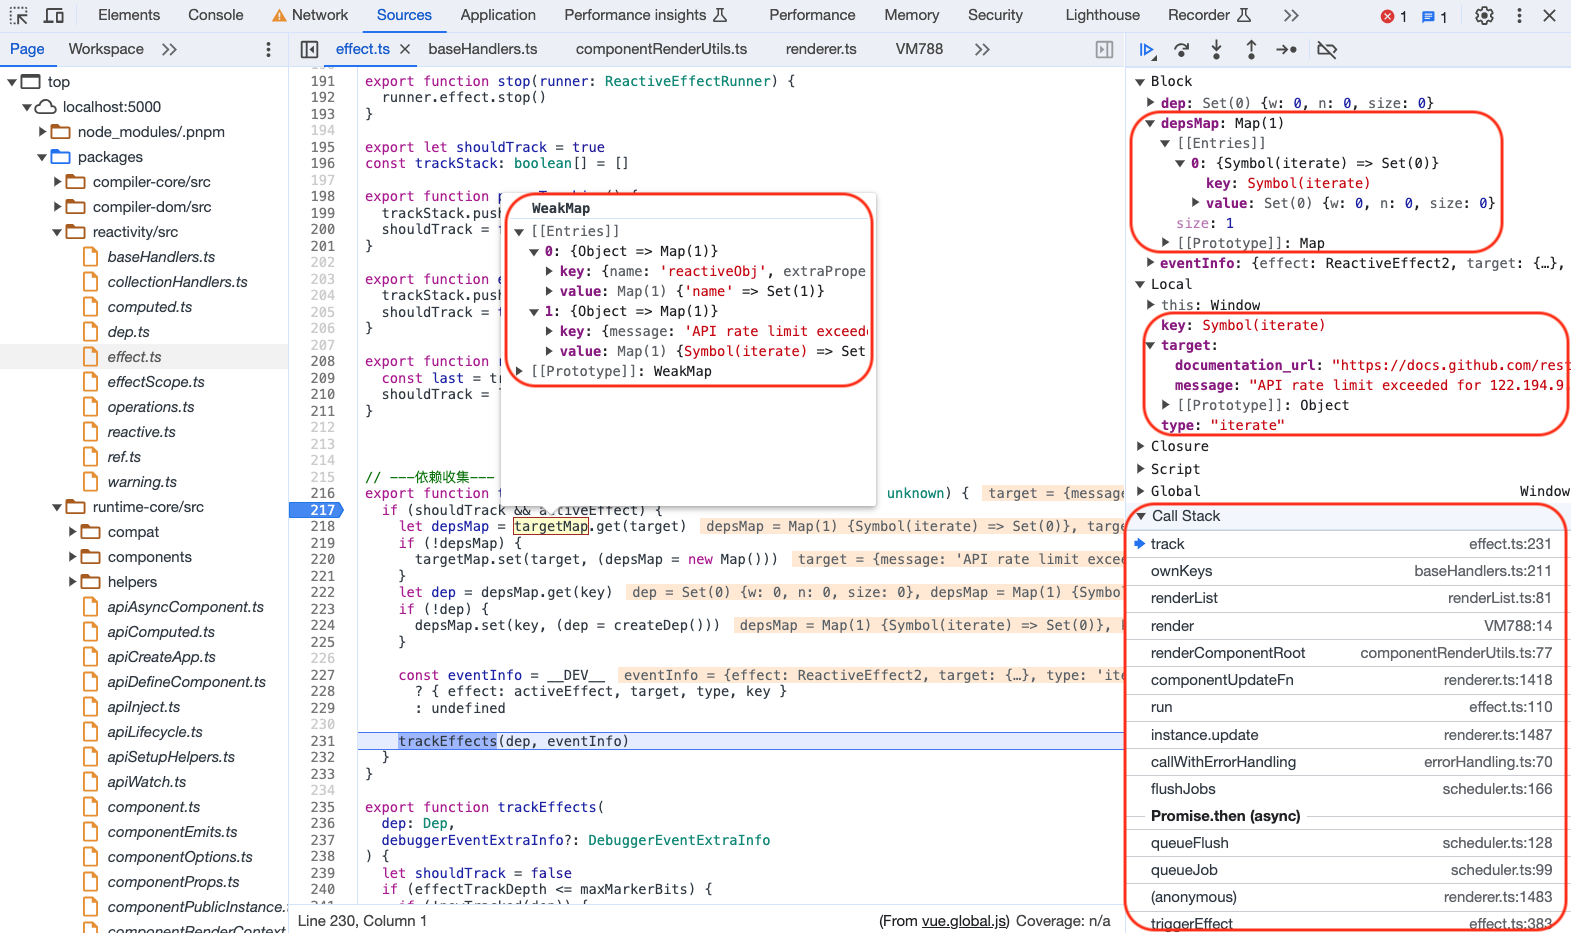 Elements Console Network Sources Application Performance insights Performance Memory Security Lighthouse Recorder 1 1
Page Workspace effect.ts baseHandlers.ts componentRenderUtils.ts renderer.ts VM788
top
localhost:5000
node_modules/.pnpm
packages
compiler-core/src
compiler-dom/src
reactivity/src
baseHandlers.ts
collectionHandlers.ts
computed.ts
dep.ts
effect.ts
effectScope.ts
operations.ts
reactive.ts
ref.ts
warning.ts
runtime-core/src
compat
components
helpers
apiAsyncComponent.ts
apiComputed.ts
apiCreateApp.ts
apiDefineComponent.ts
apiInject.ts
apiLifecycle.ts
apiSetupHelpers.ts
apiWatch.ts
component.ts
componentEmits.ts
componentOptions.ts
componentProps.ts
componentPublicInstance.
componentRenderContext
191 export function stop(runner: ReactiveEffectRunner) {
192 runner.effect.stop()
193 }
194
195 export let shouldTrack = true
196 const trackStack: boolean[] = []
197
198 export function p
199 trackStack.push
200 shouldTrack =
201 }
202
203 export function e
204 trackStack.push
205 shouldTrack =
206 }
207
208 export function r
209 const last = tr
210 shouldTrack =
211 }
212
213
214
215 // ---依赖收集---
216 export function t unknown) { target = {message
217 if (shouldTrack && activeEffect) {
218 let depsMap = targetMap.get(target) depsMap = Map(1) {Symbol(iterate) => Set(0)}, targe
219 if (!depsMap) {
220 targetMap.set(target, (depsMap = new Map())) target = {message: 'API rate limit excee
221 }
222 let dep = depsMap.get(key) dep = Set(0) {w: 0, n: 0, size: 0}, depsMap = Map(1) {Symbo
223 if (!dep) {
224 depsMap.set(key, (dep = createDep())) depsMap = Map(1) {Symbol(iterate) => Set(0)},
225 }
226
227 const eventInfo = __DEV__ eventInfo = {effect: ReactiveEffect2, target: {…}, type: 'ite
228 ? { effect: activeEffect, target, type, key }
229 : undefined
230
231 trackEffects(dep, eventInfo)
232 }
233 }
234
235 export function trackEffects(
236 dep: Dep,
237 debuggerEventExtraInfo?: DebuggerEventExtraInfo
238 ) {
239 let shouldTrack = false
240 if (effectTrackDepth <= maxMarkerBits) {
241 if (!newTracked(dep)) {
Line 230, Column 1 (From vue.global.js) Coverage: n/a
WeakMap
[[Entries]]
0: {Object => Map(1)}
key: {name: 'reactiveObj', extraPrope
value: Map(1) {'name' => Set(1)}
1: {Object => Map(1)}
key: {message: 'API rate limit exceede
value: Map(1) {Symbol(iterate) => Set
[[Prototype]]: WeakMap
Block
dep: Set(0) {w: 0, n: 0, size: 0}
depsMap: Map(1)
[[Entries]]
0: {Symbol(iterate) => Set(0)}
key: Symbol(iterate)
value: Set(0) {w: 0, n: 0, size: 0}
size: 1
[[Prototype]]: Map
eventInfo: {effect: ReactiveEffect2, target: {…},
Local
this: Window
key: Symbol(iterate)
target:
documentation_url: "https://docs.github.com/rest
message: "API rate limit exceeded for 122.194.9.
[[Prototype]]: Object
type: "iterate"
Closure
Script
Global Window
Call Stack
track effect.ts:231
ownKeys baseHandlers.ts:211
renderList renderList.ts:81
render VM788:14
renderComponentRoot componentRenderUtils.ts:77
componentUpdateFn renderer.ts:1418
run effect.ts:110
instance.update renderer.ts:1487
callWithErrorHandling errorHandling.ts:70
flushJobs scheduler.ts:166
Promise.then (async)
queueFlush scheduler.ts:128
queueJob scheduler.ts:99
(anonymous) renderer.ts:1483
triggerEffect effect.ts:383